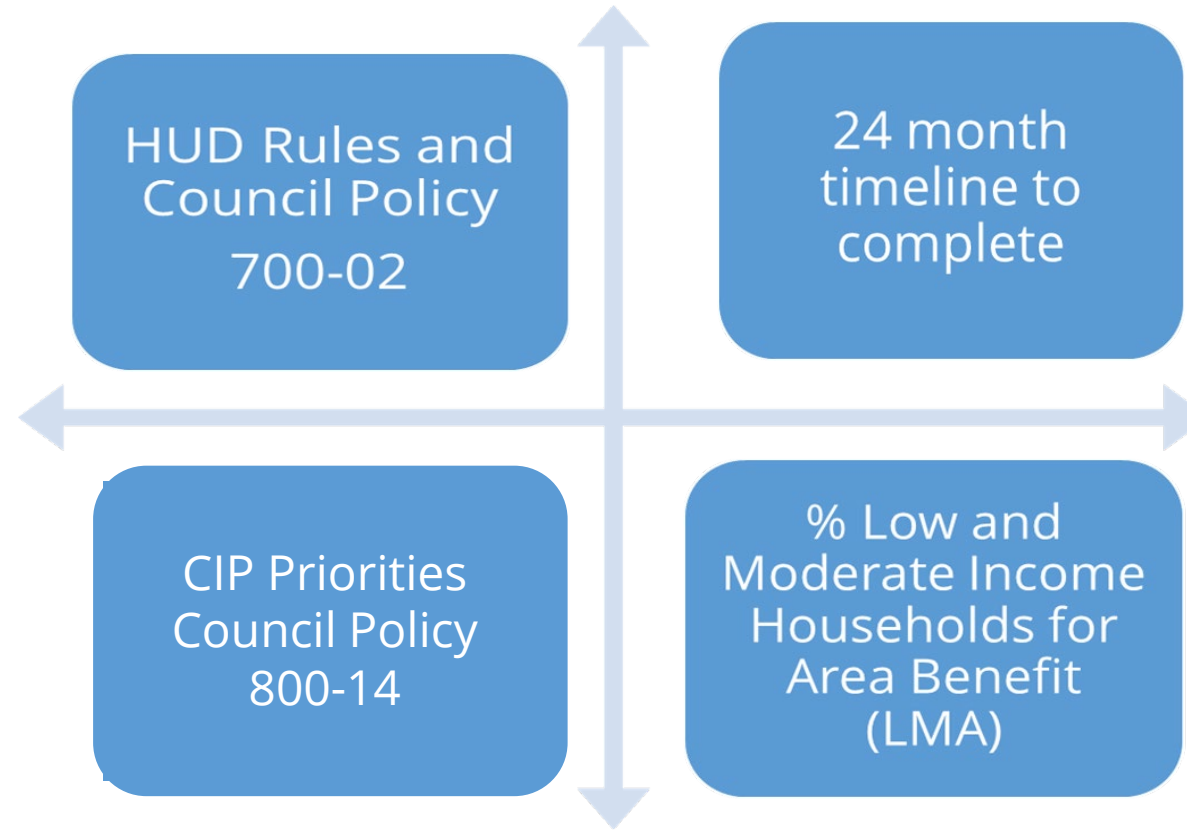 HUD Rules and
Council Policy
700-02
24 month
timeline to
complete
CIP Priorities
Council Policy
800-14
% Low and
Moderate Income
Households for
Area Benefit
(LMA)